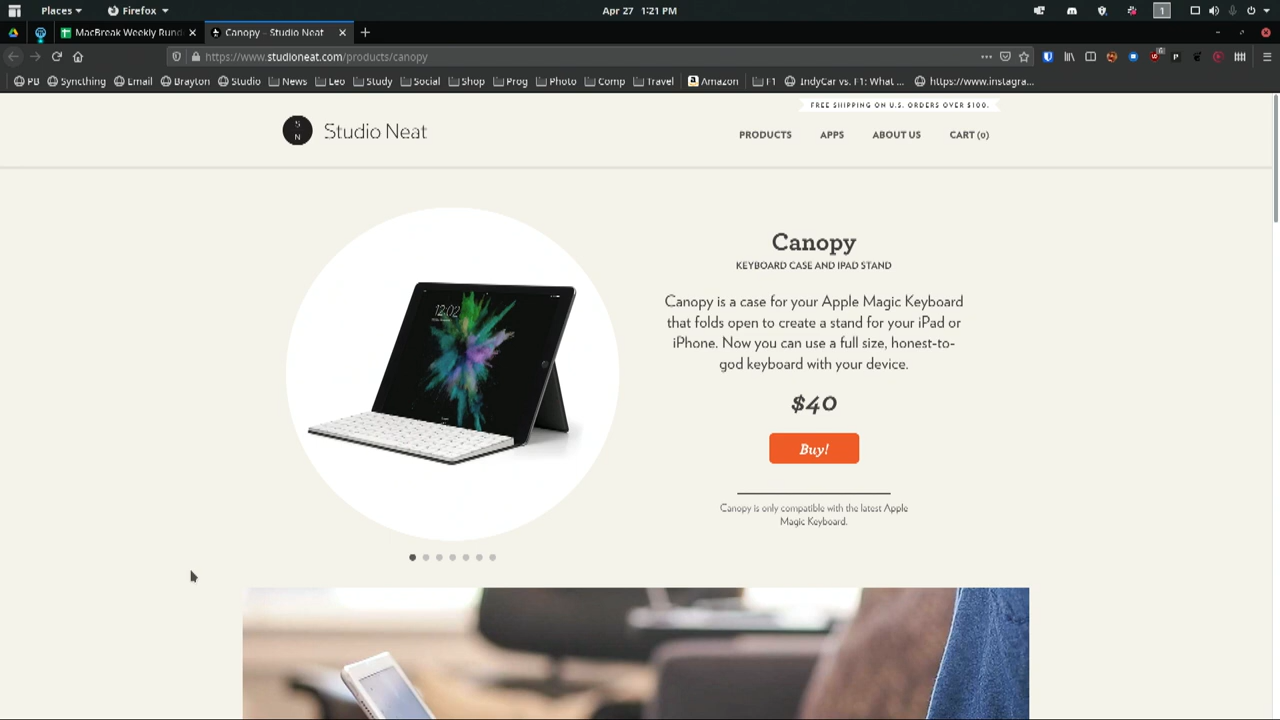 Places
Firefox
Apr 27 1:21 PM
1
MacBreak Weekly Rund
Canopy – Studio Neat
https://www.studioneat.com/products/canopy
PB
Syncthing
Email
Brayton
Studio
News
Leo
Study
Social
Shop
Prog
Photo
Comp
Travel
Amazon
F1
IndyCar vs. F1: What ...
https://www.instagra...
FREE SHIPPING ON U.S. ORDERS OVER $100.
S
N
Studio Neat
PRODUCTS
APPS
ABOUT US
CART (0)
12:02
Canopy
KEYBOARD CASE AND IPAD STAND
Canopy is a case for your Apple Magic Keyboard
that folds open to create a stand for your iPad or
iPhone. Now you can use a full size, honest-to-
god keyboard with your device.
$40
Buy!
Canopy is only compatible with the latest Apple
Magic Keyboard.